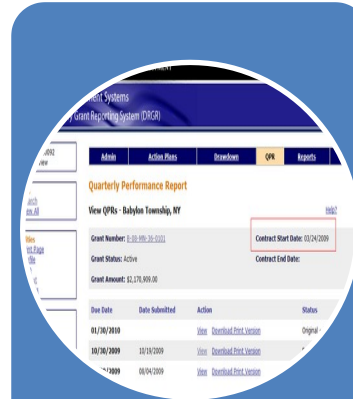 ent Systems
Grant Reporting System (DRGR)
Admin Action Plans Drawdown QPR Reports
Quarterly Performance Report
View QPRs - Babylon Township, NY Help?
Grant Number: B-08-MN-36-0101 Contract Start Date: 03/24/2009
Grant Status: Active Contract End Date:
Grant Amount: $2,170,909.00
Due Date Date Submitted Action Status
01/30/2010 View Download Print Version Original -
10/30/2009 10/19/2009 View Download Print Version
/2009 08/04/2009 View Download Print Version